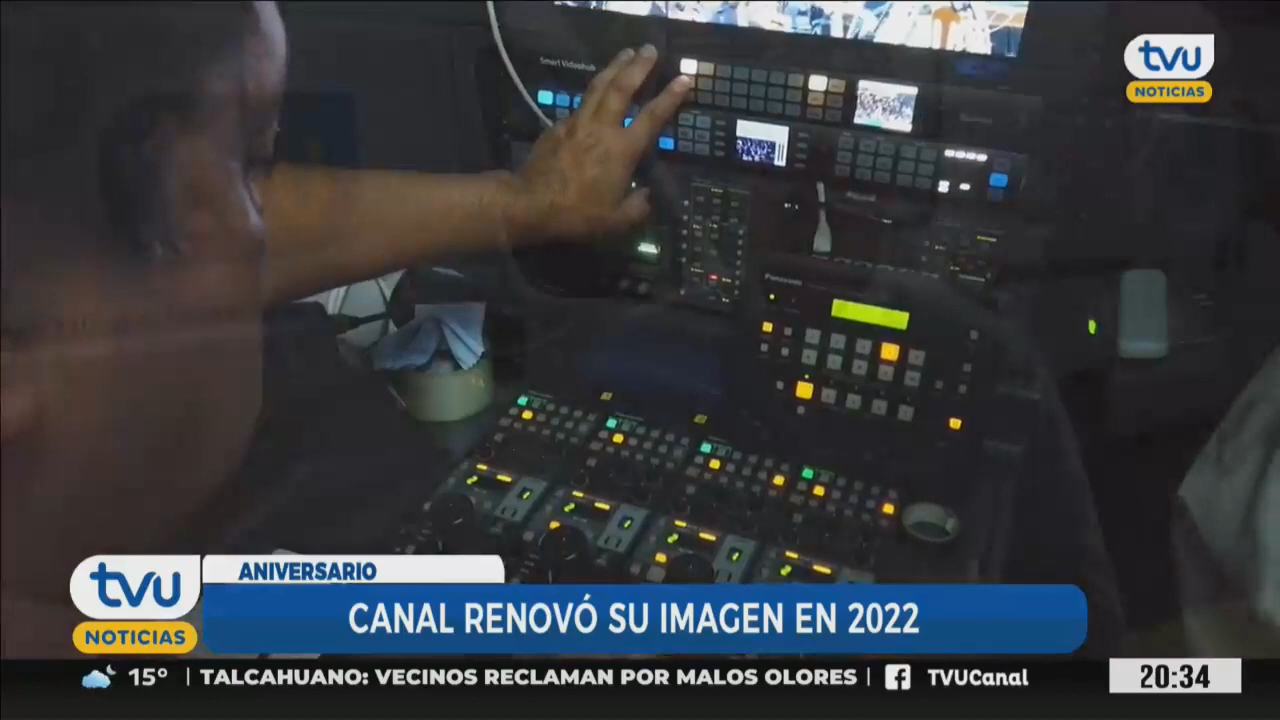 Smart Videohub
tvu
NOTICIAS
Panasonic
tvu
NOTICIAS
ANIVERSARIO
CANAL RENOVÓ SU IMAGEN EN 2022
15° | TALCAHUANO: VECINOS RECLAMAN POR MALOS OLORES | TVUCanal
20:34